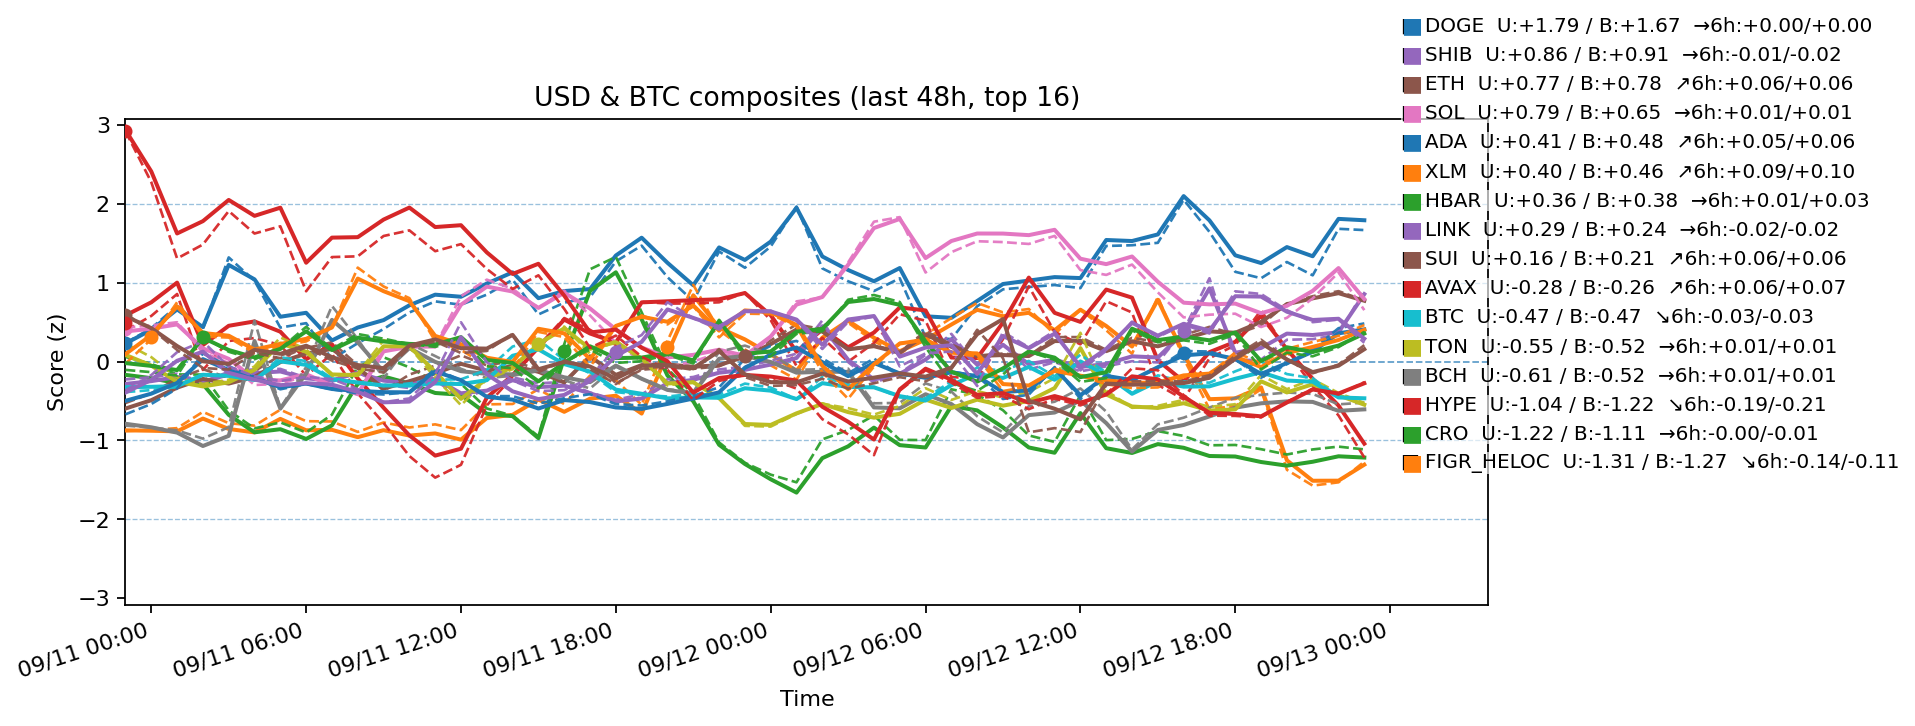 DOGE U:+1.79 / B:+1.67 →6h:+0.00/+0.00
SHIB U:+0.86 / B:+0.91 →6h:-0.01/-0.02
ETH U:+0.77 / B:+0.78 ↗6h:+0.06/+0.06
SOL U:+0.79 / B:+0.65 →6h:+0.01/+0.01
ADA U:+0.41 / B:+0.48 ↗6h:+0.05/+0.06
XLM U:+0.40 / B:+0.46 ↗6h:+0.09/+0.10
HBAR U:+0.36 / B:+0.38 →6h:+0.01/+0.03
LINK U:+0.29 / B:+0.24 →6h:-0.02/-0.02
SUI U:+0.16 / B:+0.21 ↗6h:+0.06/+0.06
AVAX U:-0.28 / B:-0.26 ↗6h:+0.06/+0.07
BTC U:-0.47 / B:-0.47 ↘6h:-0.03/-0.03
TON U:-0.55 / B:-0.52 →6h:+0.01/+0.01
BCH U:-0.61 / B:-0.52 →6h:+0.01/+0.01
HYPE U:-1.04 / B:-1.22 ↘6h:-0.19/-0.21
CRO U:-1.22 / B:-1.11 →6h:-0.00/-0.01
FIGR_HELOC U:-1.31 / B:-1.27 ↘6h:-0.14/-0.11
USD & BTC composites (last 48h, top 16)
Score (z)
3
2
1
0
−1
−2
−3
09/11 00:00
09/11 06:00
09/11 12:00
09/11 18:00
09/12 00:00
09/12 06:00
09/12 12:00
09/12 18:00
09/13 00:00
Time